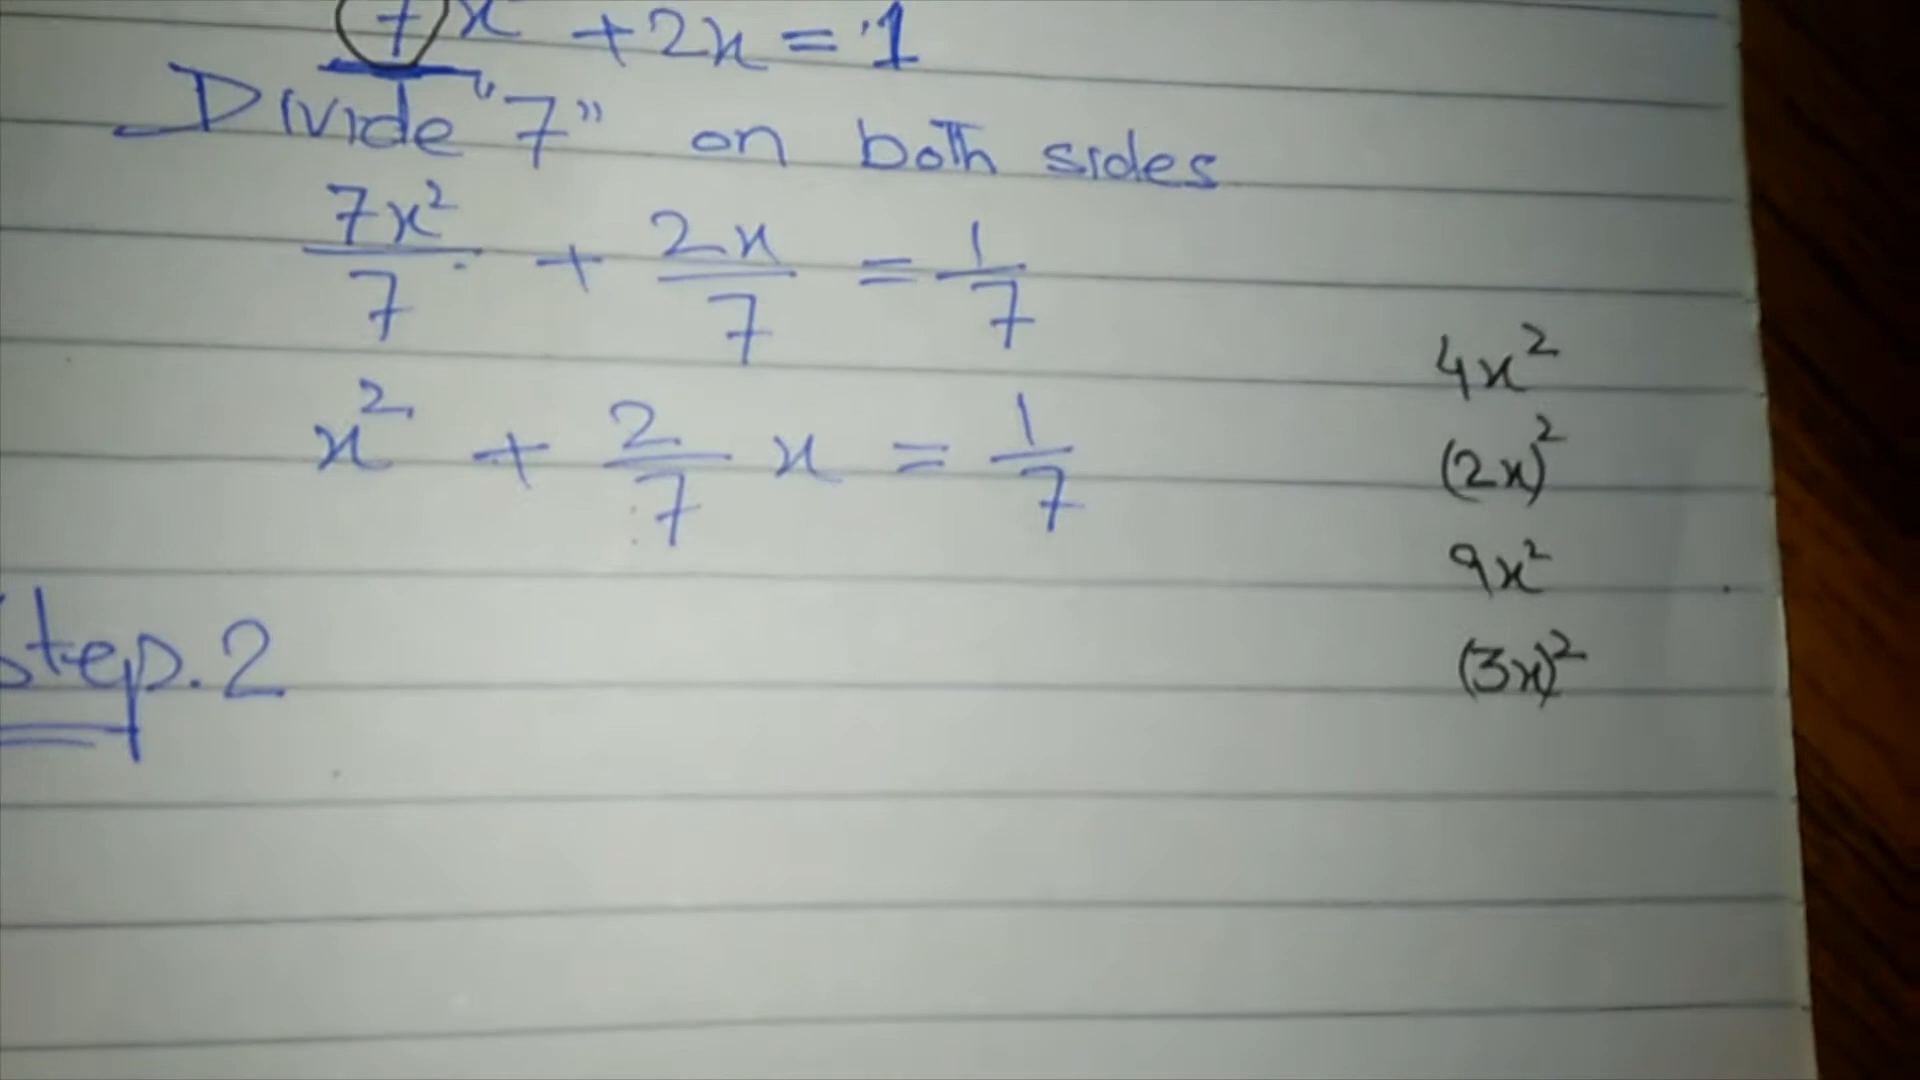 7x² + 2x = 1
Divide "7" on both sides
7x²/7 + 2x/7 = 1/7
x² + 2/7 x = 1/7
Step.2
4x²
(2x)²
9x²
(3x)²